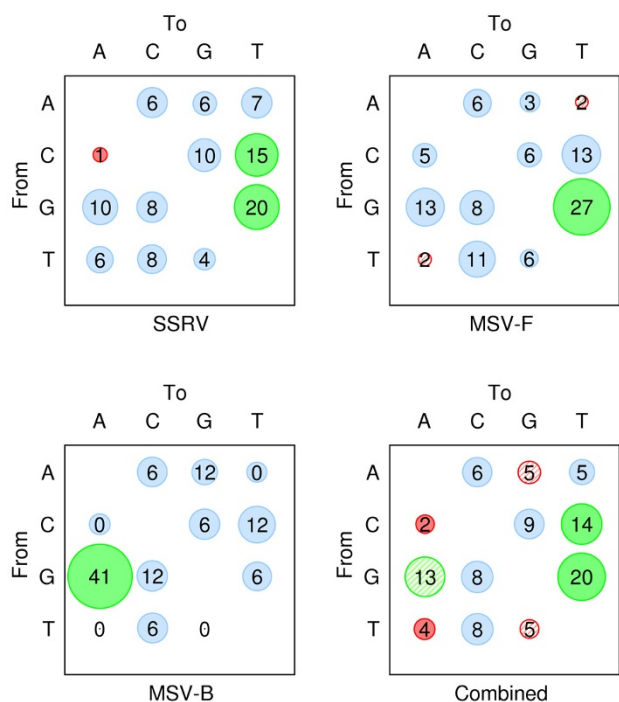 To
A C G T
From
A 6 6 7
C 1 10 15
G 10 8 20
T 6 8 4
SSRV
To
A C G T
From
A 6 3 2
C 5 6 13
G 13 8 27
T 2 11 6
MSV-F
To
A C G T
From
A 6 12 0
C 0 6 12
G 41 12 6
T 0 6 0
MSV-B
To
A C G T
From
A 6 5 5
C 2 9 14
G 13 8 20
T 4 8 5
Combined